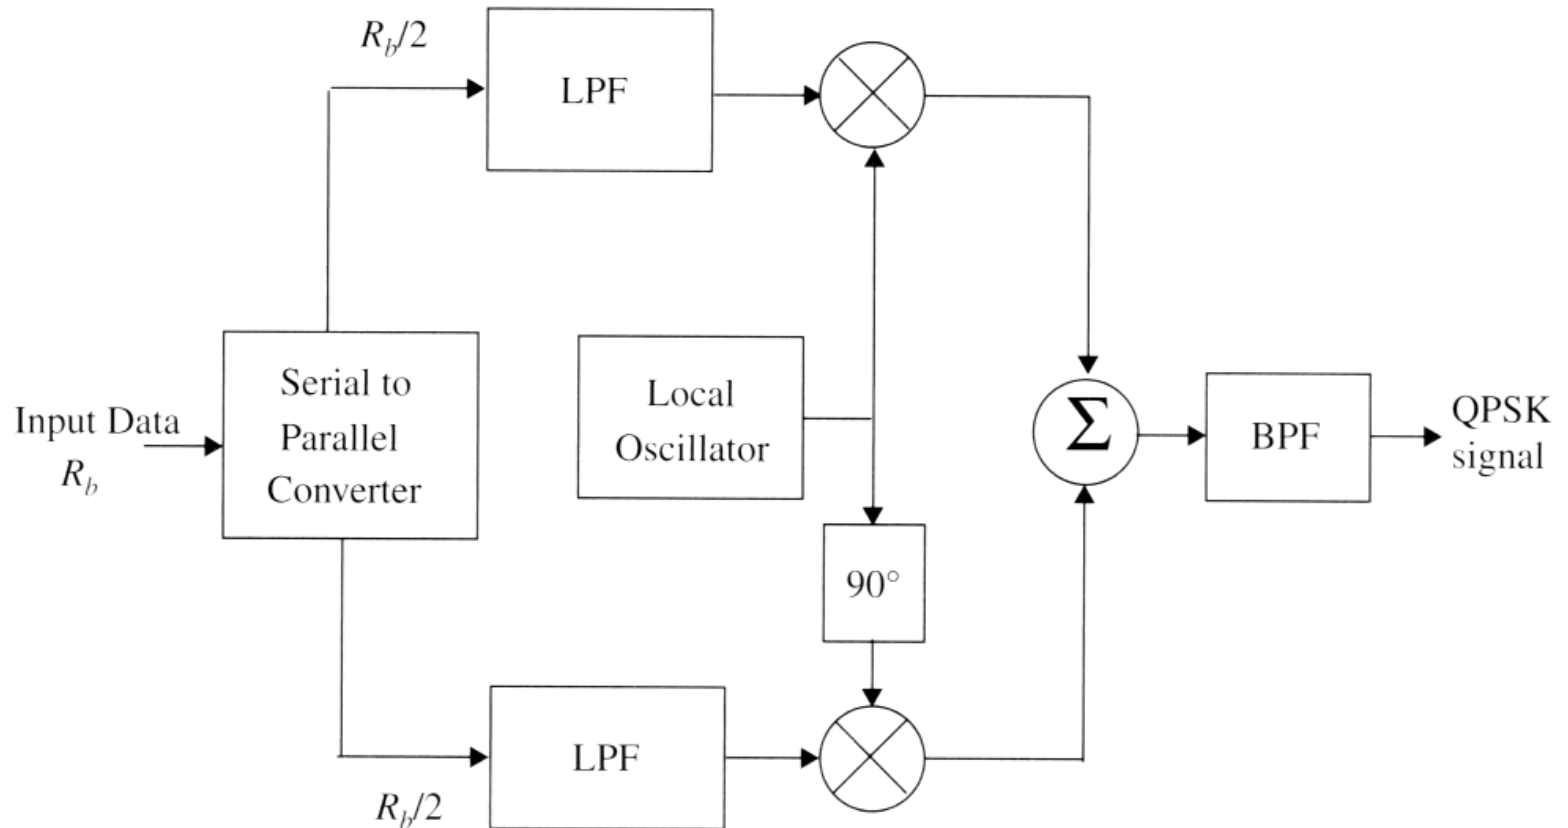 R_b/2
LPF
Serial to
Parallel
Converter
Input Data
R_b
Local
Oscillator
Σ
BPF
QPSK
signal
90°
LPF
R_b/2